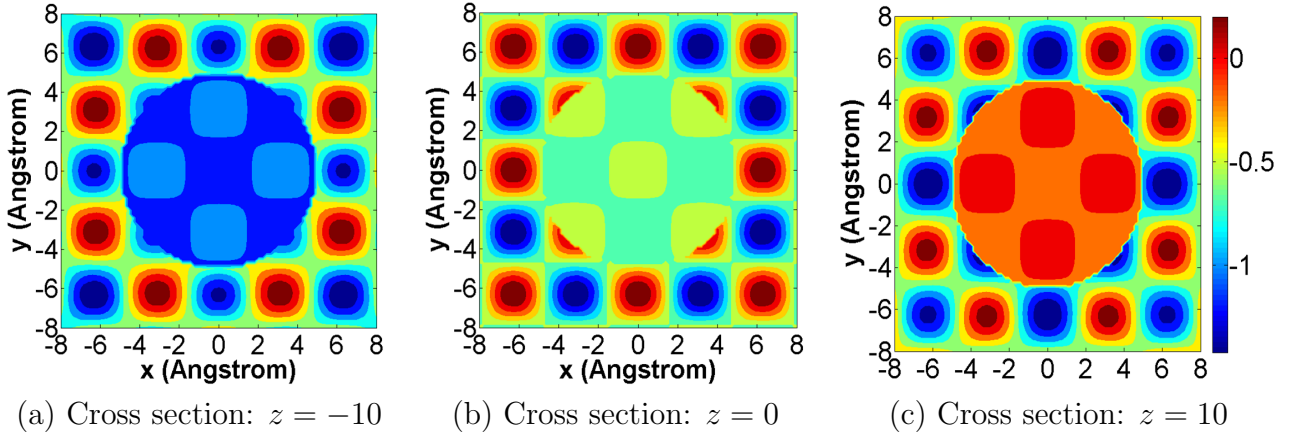 8
6
4
2
0
-2
-4
-6
-8
y (Angstrom)
-8 -6 -4 -2 0 2 4 6 8
x (Angstrom)
(a) Cross section: z = −10
8
6
4
2
0
-2
-4
-6
-8
y (Angstrom)
-8 -6 -4 -2 0 2 4 6 8
x (Angstrom)
(b) Cross section: z = 0
8
6
4
2
0
-2
-4
-6
-8
y (Angstrom)
-8 -6 -4 -2 0 2 4 6 8
x (Angstrom)
0
-0.5
-1
(c) Cross section: z = 10